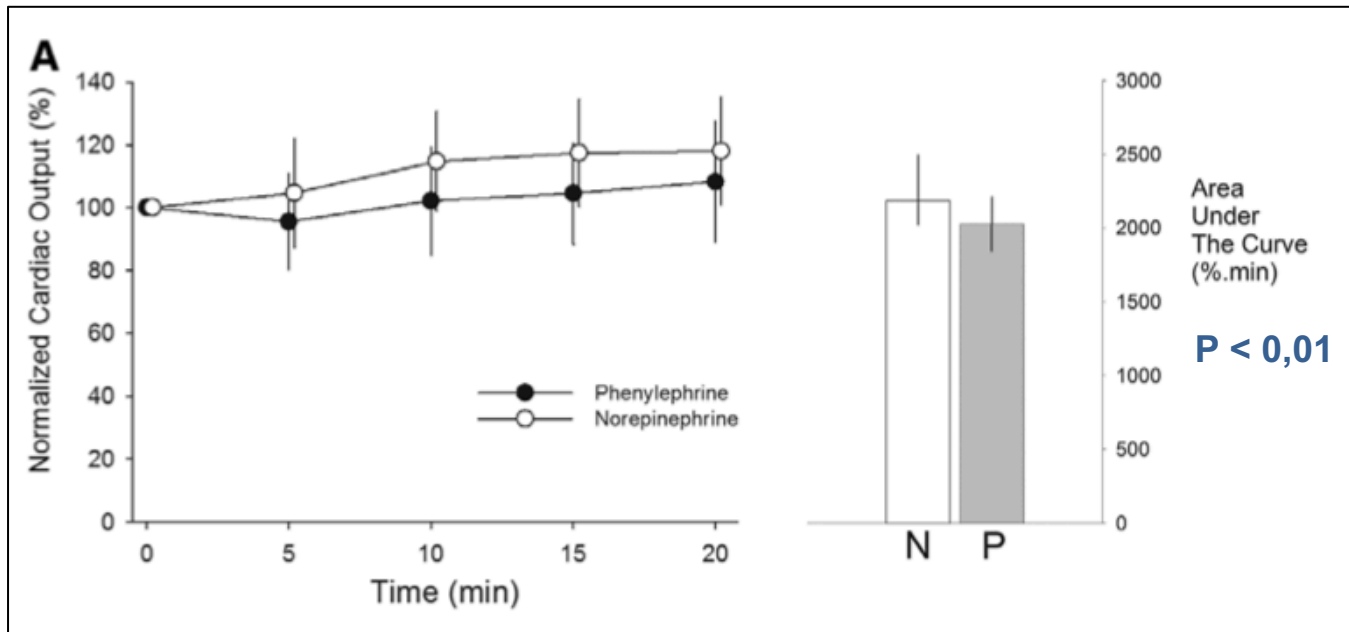 A
Normalized Cardiac Output (%)
140
120
100
80
60
40
20
0
0 5 10 15 20
Time (min)
Phenylephrine
Norepinephrine
3000
2500
2000
1500
1000
500
0
N P
Area
Under
The Curve
(%.min)
P < 0,01